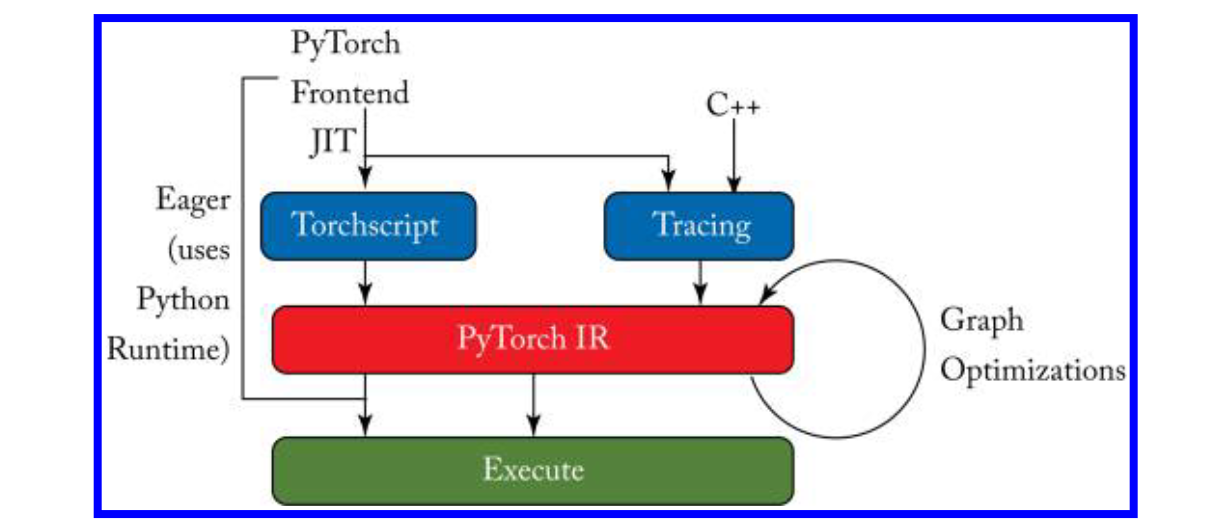 PyTorch
Frontend
JIT
C++
Eager
(uses
Python
Runtime)
Torchscript
Tracing
PyTorch IR
Graph
Optimizations
Execute